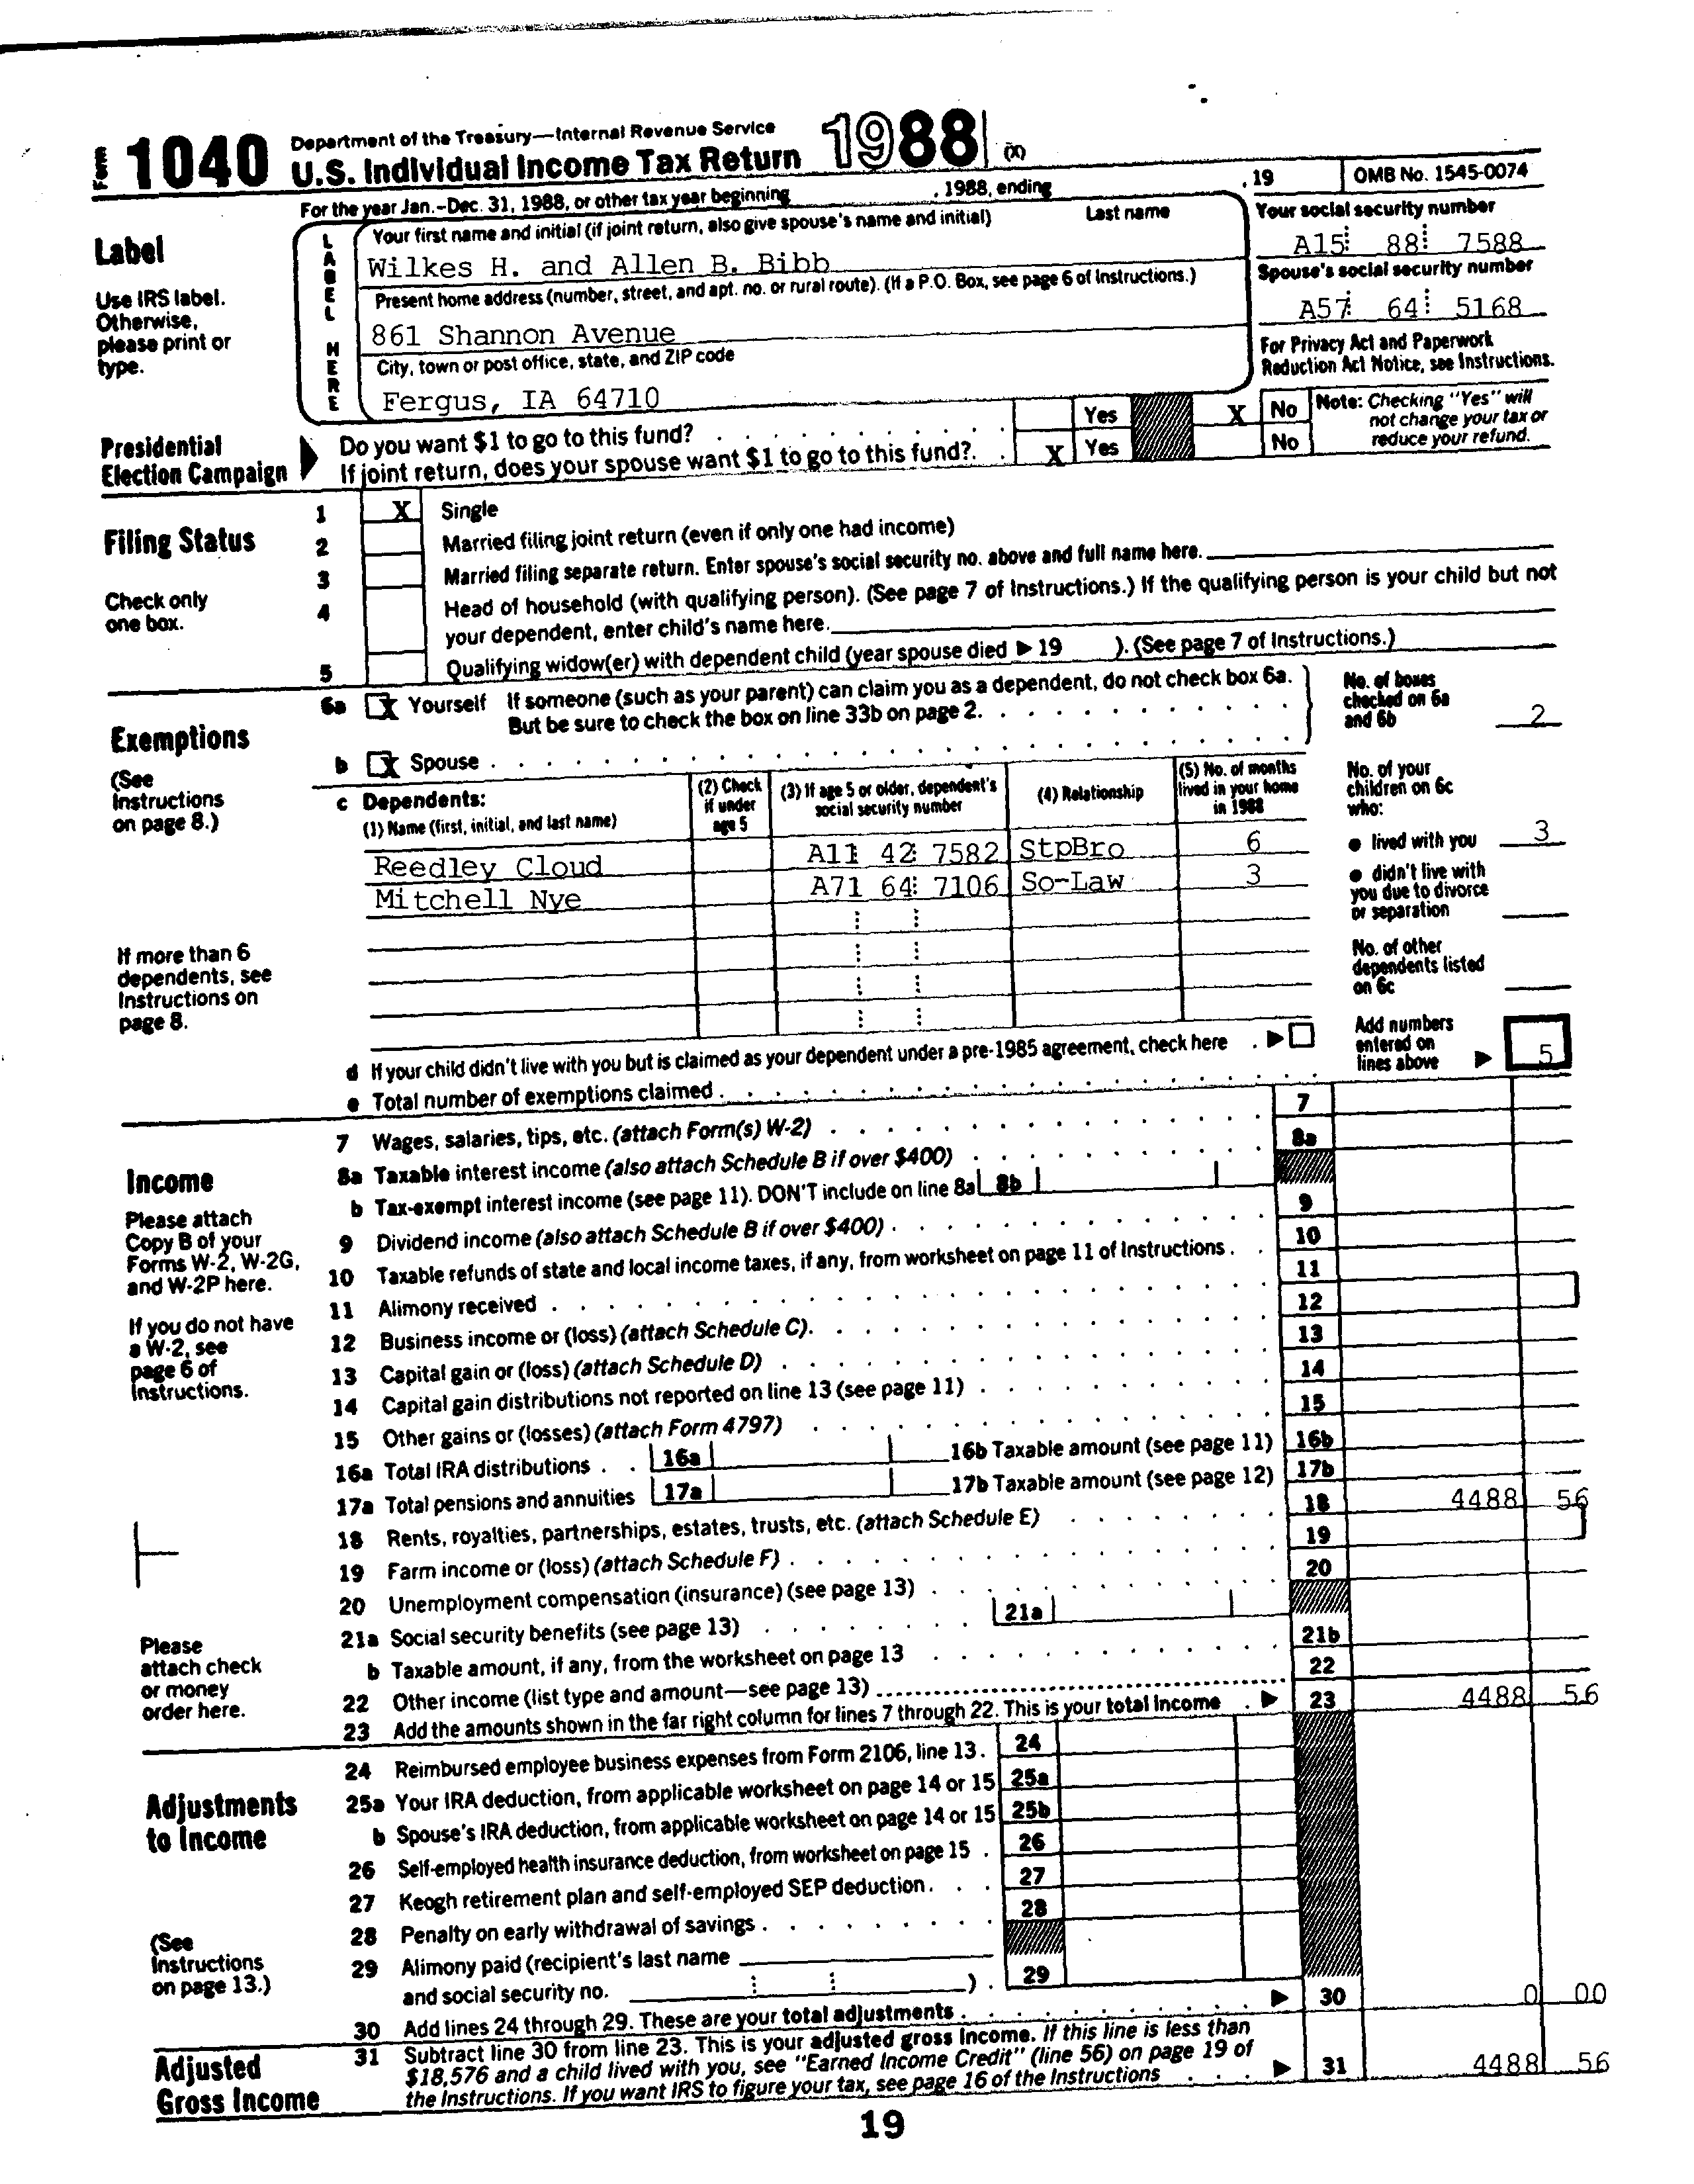 Form 1040 Department of the Treasury—Internal Revenue Service
U.S. Individual Income Tax Return 1988 (X)
For the year Jan.–Dec. 31, 1988, or other tax year beginning , 1988, ending , 19 OMB No. 1545-0074
Label
Use IRS label.
Otherwise,
please print or
type.
LABEL HERE
Your first name and initial (if joint return, also give spouse's name and initial) Last name
Wilkes H. and Allen B. Bibb
Present home address (number, street, and apt. no. or rural route). (If a P.O. Box, see page 6 of Instructions.)
861 Shannon Avenue
City, town or post office, state, and ZIP code
Fergus, IA 64710
Your social security number
A15 88 7588
Spouse's social security number
A57 64 5168
For Privacy Act and Paperwork
Reduction Act Notice, see Instructions.
Presidential
Election Campaign
Do you want $1 to go to this fund? Yes X No
If joint return, does your spouse want $1 to go to this fund? X Yes No
Note: Checking "Yes" will
not change your tax or
reduce your refund.
Filing Status
Check only
one box.
1 X Single
2 Married filing joint return (even if only one had income)
3 Married filing separate return. Enter spouse's social security no. above and full name here.
4 Head of household (with qualifying person). (See page 7 of Instructions.) If the qualifying person is your child but not
your dependent, enter child's name here.
5 Qualifying widow(er) with dependent child (year spouse died ▶ 19 ). (See page 7 of Instructions.)
Exemptions
(See
Instructions
on page 8.)
6a X Yourself If someone (such as your parent) can claim you as a dependent, do not check box 6a.
But be sure to check the box on line 33b on page 2.
b X Spouse
No. of boxes
checked on 6a
and 6b 2
c Dependents:
(1) Name (first, initial, and last name)
(2) Check
if under
age 5
(3) If age 5 or older, dependent's
social security number
(4) Relationship
(5) No. of months
lived in your home
in 1988
Reedley Cloud A11 42 7582 StpBro 6
Mitchell Nye A71 64 7106 So-Law 3
No. of your
children on 6c
who:
● lived with you 3
● didn't live with
you due to divorce
or separation
No. of other
dependents listed
on 6c
If more than 6
dependents, see
Instructions on
page 8.
d If your child didn't live with you but is claimed as your dependent under a pre-1985 agreement, check here ▶
e Total number of exemptions claimed
Add numbers
entered on
lines above ▶ 5
Income
Please attach
Copy B of your
Forms W-2, W-2G,
and W-2P here.
If you do not have
a W-2, see
page 6 of
Instructions.
Please
attach check
or money
order here.
7 Wages, salaries, tips, etc. (attach Form(s) W-2) 7
8a Taxable interest income (also attach Schedule B if over $400) 8a
b Tax-exempt interest income (see page 11). DON'T include on line 8a 8b
9 Dividend income (also attach Schedule B if over $400) 9
10 Taxable refunds of state and local income taxes, if any, from worksheet on page 11 of Instructions 10
11 Alimony received 11
12 Business income or (loss) (attach Schedule C) 12
13 Capital gain or (loss) (attach Schedule D) 13
14 Capital gain distributions not reported on line 13 (see page 11) 14
15 Other gains or (losses) (attach Form 4797) 15
16a Total IRA distributions 16a 16b Taxable amount (see page 11) 16b
17a Total pensions and annuities 17a 17b Taxable amount (see page 12) 17b
18 Rents, royalties, partnerships, estates, trusts, etc. (attach Schedule E) 18 4488 56
19 Farm income or (loss) (attach Schedule F) 19
20 Unemployment compensation (insurance) (see page 13) 20
21a Social security benefits (see page 13) 21a
b Taxable amount, if any, from the worksheet on page 13 21b
22 Other income (list type and amount—see page 13) 22
23 Add the amounts shown in the far right column for lines 7 through 22. This is your total income ▶ 23 4488 56
Adjustments
to Income
(See
Instructions
on page 13.)
24 Reimbursed employee business expenses from Form 2106, line 13. 24
25a Your IRA deduction, from applicable worksheet on page 14 or 15 25a
b Spouse's IRA deduction, from applicable worksheet on page 14 or 15 25b
26 Self-employed health insurance deduction, from worksheet on page 15 26
27 Keogh retirement plan and self-employed SEP deduction 27
28 Penalty on early withdrawal of savings 28
29 Alimony paid (recipient's last name
and social security no. ) 29
30 Add lines 24 through 29. These are your total adjustments ▶ 30 0 00
Adjusted
Gross Income
31 Subtract line 30 from line 23. This is your adjusted gross income. If this line is less than
$18,576 and a child lived with you, see "Earned Income Credit" (line 56) on page 19 of
the Instructions. If you want IRS to figure your tax, see page 16 of the Instructions ▶ 31 4488 56
19